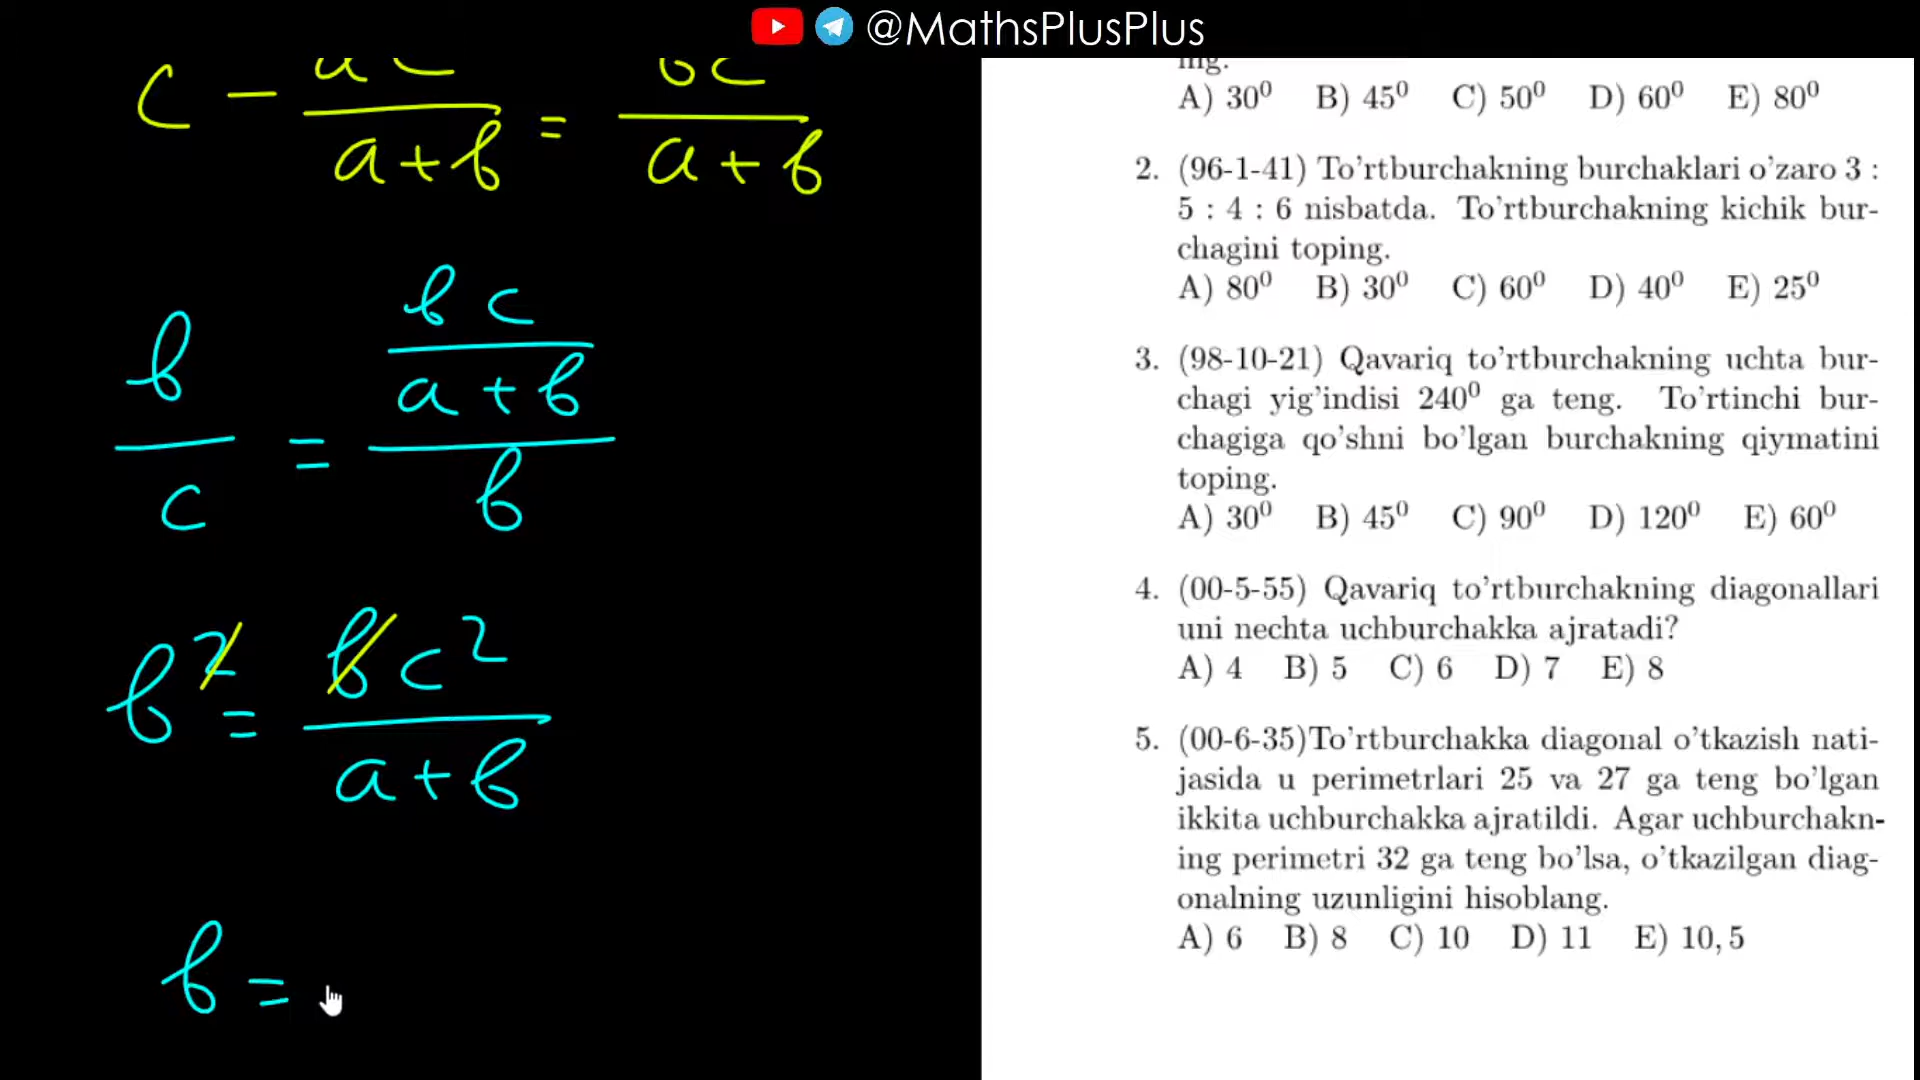 @MathsPlusPlus
c - ac/(a+b) = bc/(a+b)
b/c = (bc/(a+b))/b
b² = bc²/(a+b)
b =
ing.
A) 30⁰ B) 45⁰ C) 50⁰ D) 60⁰ E) 80⁰
2. (96-1-41) To’rtburchakning burchaklari o’zaro 3 :
5 : 4 : 6 nisbatda. To’rtburchakning kichik bur-
chagini toping.
A) 80⁰ B) 30⁰ C) 60⁰ D) 40⁰ E) 25⁰
3. (98-10-21) Qavariq to’rtburchakning uchta bur-
chagi yig’indisi 240⁰ ga teng. To’rtinchi bur-
chagiga qo’shni bo’lgan burchakning qiymatini
toping.
A) 30⁰ B) 45⁰ C) 90⁰ D) 120⁰ E) 60⁰
4. (00-5-55) Qavariq to’rtburchakning diagonallari
uni nechta uchburchakka ajratadi?
A) 4 B) 5 C) 6 D) 7 E) 8
5. (00-6-35)To’rtburchakka diagonal o’tkazish nati-
jasida u perimetrlari 25 va 27 ga teng bo’lgan
ikkita uchburchakka ajratildi. Agar uchburchakn-
ing perimetri 32 ga teng bo’lsa, o’tkazilgan diag-
onalning uzunligini hisoblang.
A) 6 B) 8 C) 10 D) 11 E) 10, 5